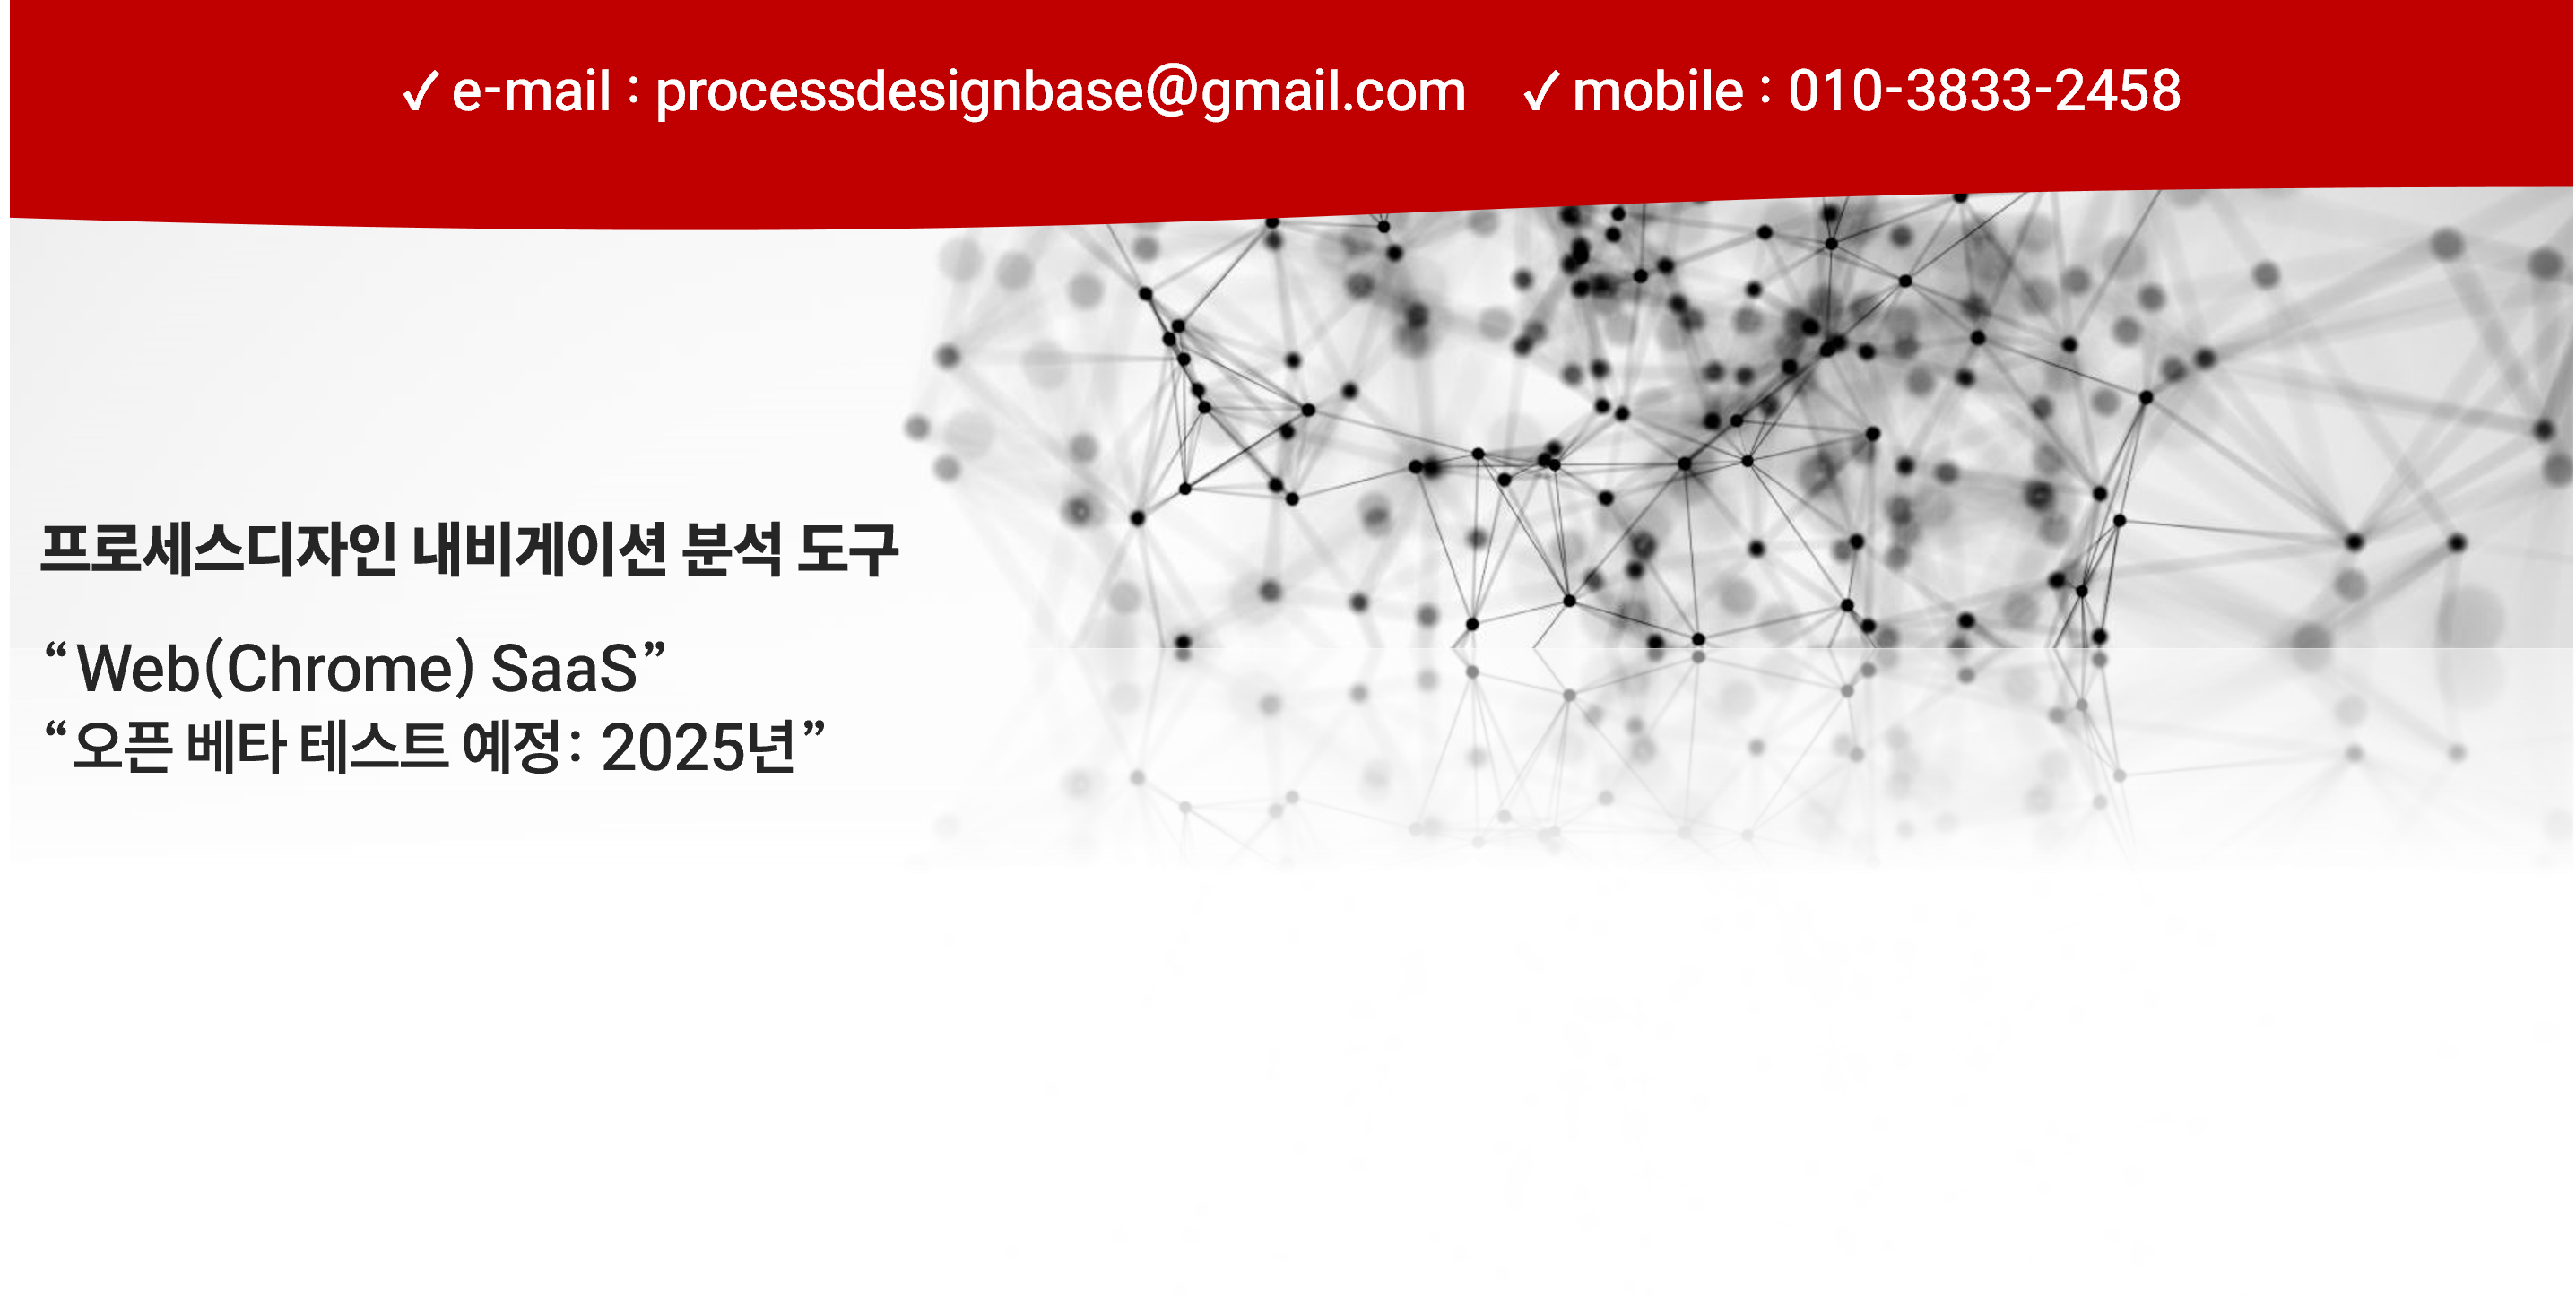 ✓ e-mail : processdesignbase@gmail.com ✓ mobile : 010-3833-2458
프로세스디자인 내비게이션 분석 도구
“Web(Chrome) SaaS”
“오픈 베타 테스트 예정: 2025년”